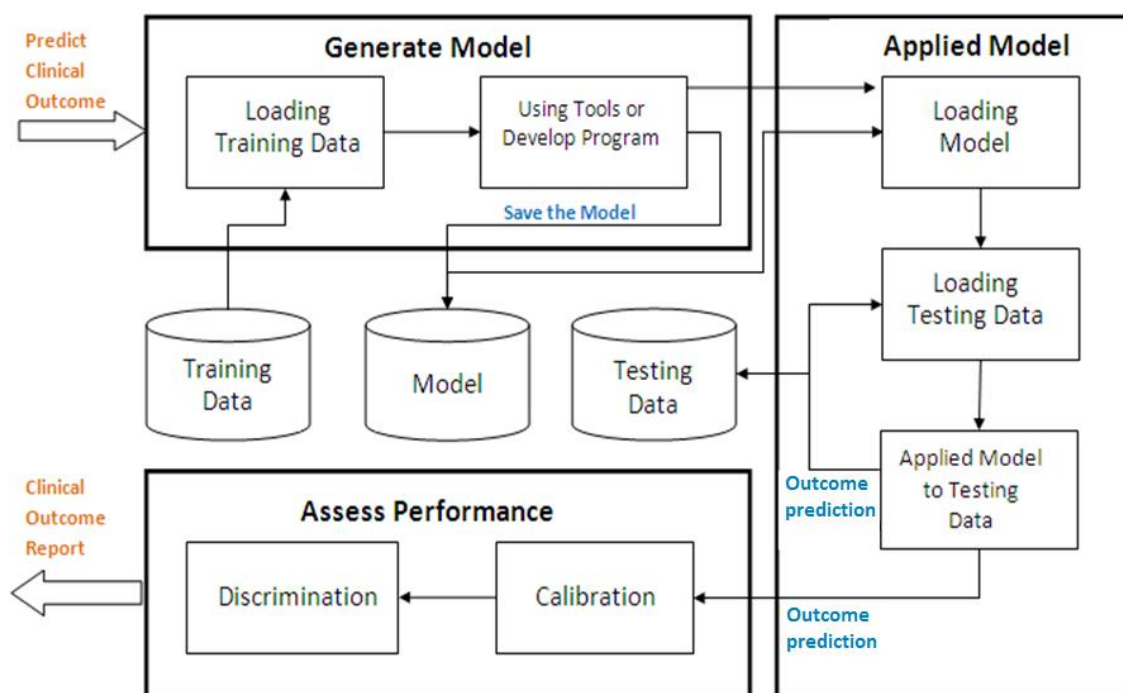 Predict
Clinical
Outcome
Generate Model
Loading
Training Data
Using Tools or
Develop Program
Save the Model
Applied Model
Loading
Model
Loading
Testing Data
Applied Model
to Testing
Data
Training
Data
Model
Testing
Data
Outcome
prediction
Outcome
prediction
Clinical
Outcome
Report
Assess Performance
Discrimination
Calibration